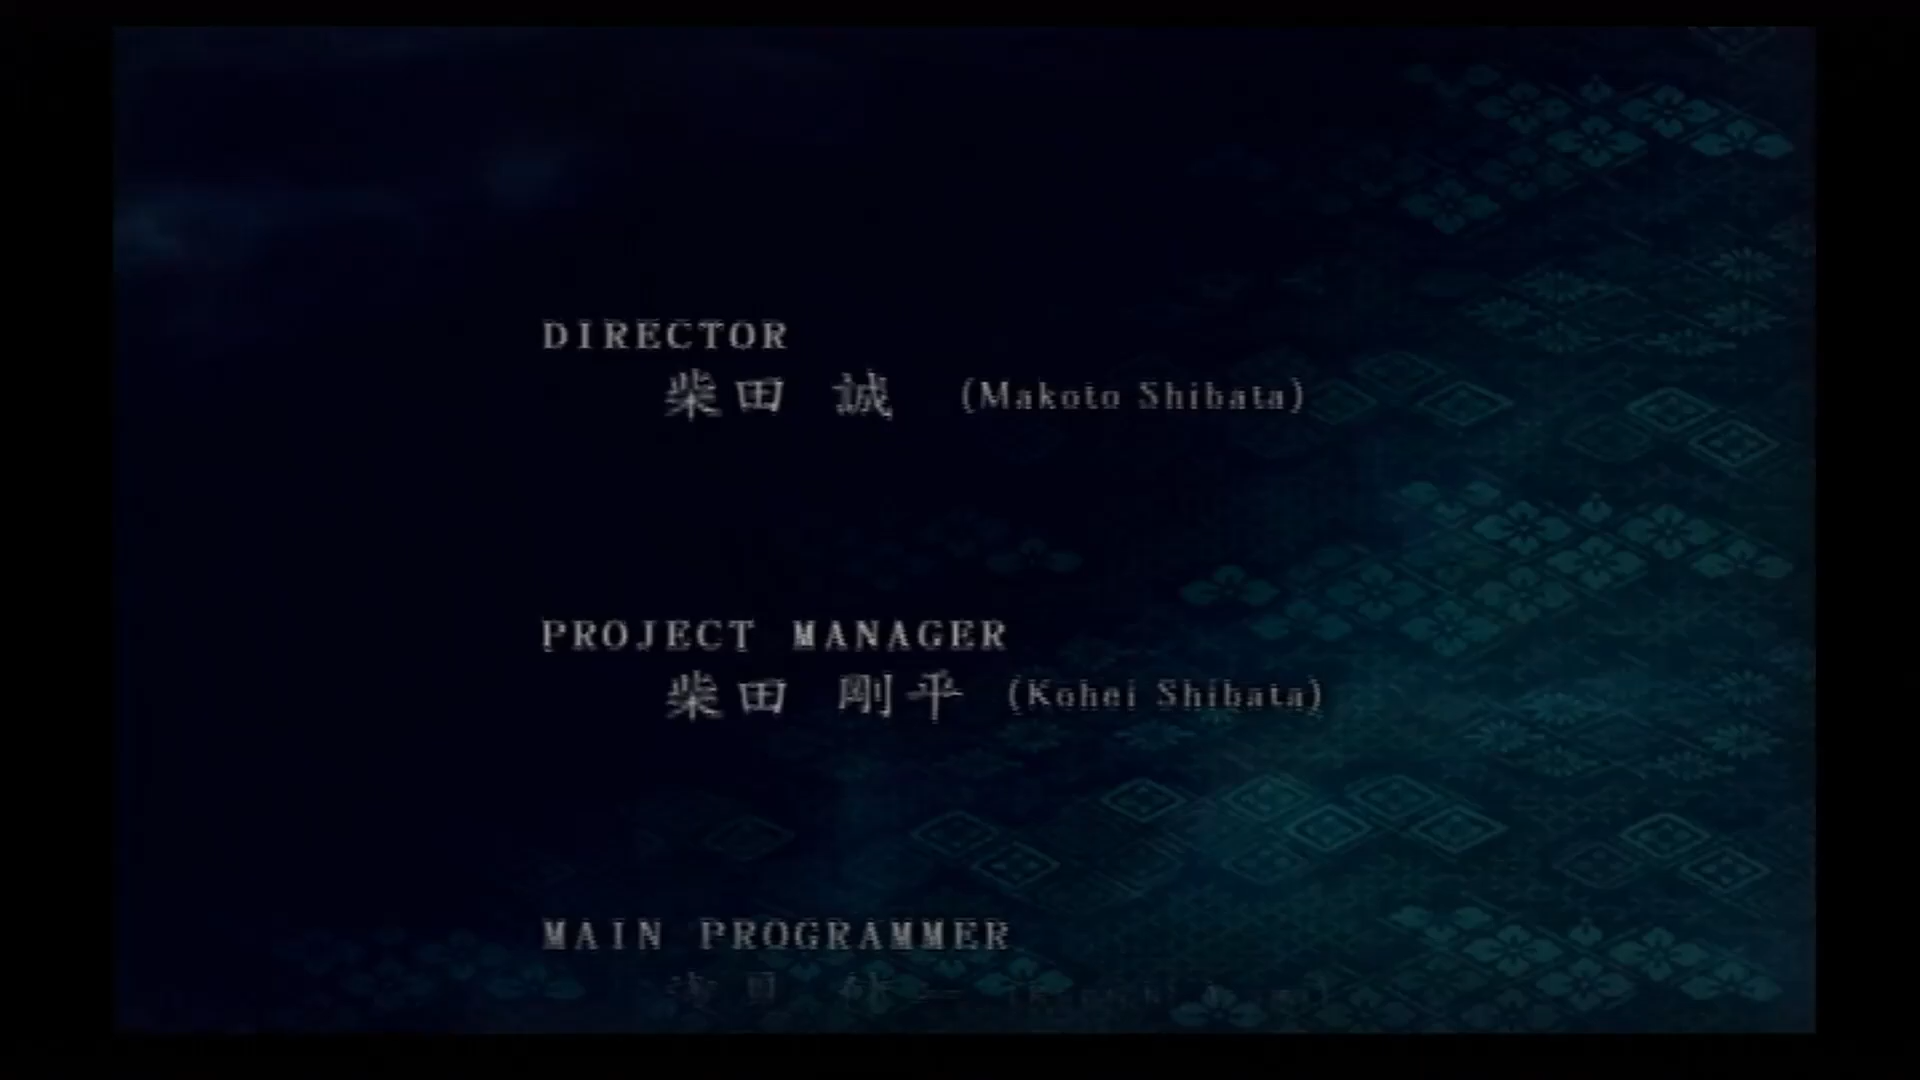 DIRECTOR
柴田 誠 (Makoto Shibata)
PROJECT MANAGER
柴田 剛平 (Kohei Shibata)
MAIN PROGRAMMER